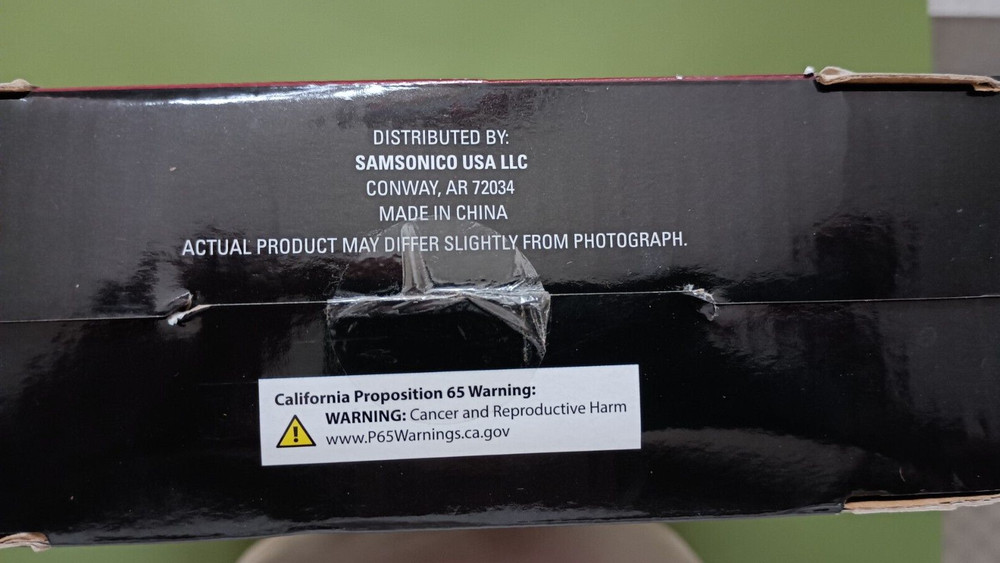 DISTRIBUTED BY:
SAMSONICO USA LLC
CONWAY, AR 72034
MADE IN CHINA
ACTUAL PRODUCT MAY DIFFER SLIGHTLY FROM PHOTOGRAPH.
California Proposition 65 Warning:
WARNING: Cancer and Reproductive Harm
www.P65Warnings.ca.gov